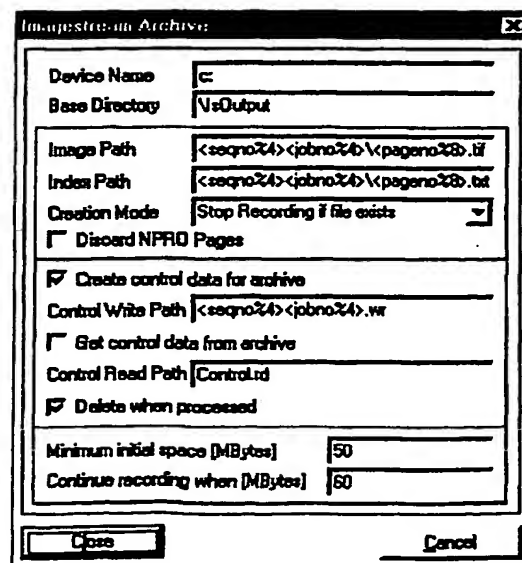 Imagestream Archive
Device Name c:
Base Directory \IsOutput
Image Path <seqno%4><jobno%4>\<pageno%8>.tif
Index Path <seqno%4><jobno%4>\<pageno%8>.txt
Creation Mode Stop Recording if file exists
Discard NPRO Pages
Create control data for archive
Control Write Path <seqno%4><jobno%4>.wr
Get control data from archive
Control Read Path Control.rd
Delete when processed
Minimum initial space [MBytes] 50
Continue recording when [MBytes] 60
Close Cancel